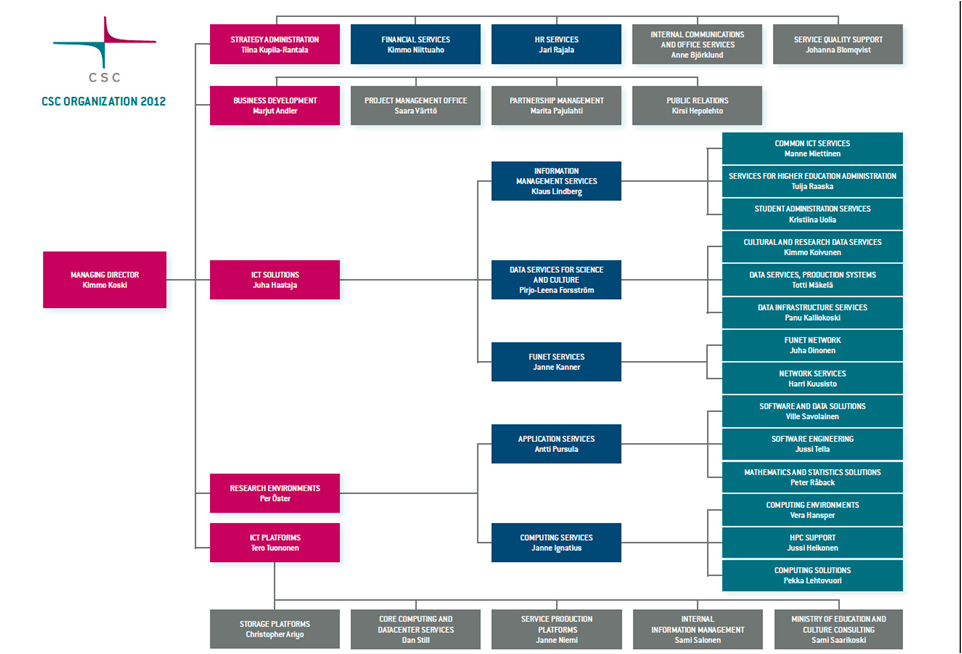 CSC
CSC ORGANIZATION 2012
STRATEGY ADMINISTRATION
Tiina Kupila-Rantala
FINANCIAL SERVICES
Kimmo Niittuaho
HR SERVICES
Jari Rajala
INTERNAL COMMUNICATIONS
AND OFFICE SERVICES
Anne Björklund
SERVICE QUALITY SUPPORT
Johanna Blomqvist
BUSINESS DEVELOPMENT
Marjut Andler
PROJECT MANAGEMENT OFFICE
Saara Värttö
PARTNERSHIP MANAGEMENT
Marita Pajulahti
PUBLIC RELATIONS
Kirsi Hepolehto
MANAGING DIRECTOR
Kimmo Koski
ICT SOLUTIONS
Juha Haataja
INFORMATION
MANAGEMENT SERVICES
Klaus Lindberg
COMMON ICT SERVICES
Manne Miettinen
SERVICES FOR HIGHER EDUCATION ADMINISTRATION
Tuija Raaska
STUDENT ADMINISTRATION SERVICES
Kristiina Uolia
DATA SERVICES FOR SCIENCE
AND CULTURE
Pirjo-Leena Forsström
CULTURAL AND RESEARCH DATA SERVICES
Kimmo Koivunen
DATA SERVICES, PRODUCTION SYSTEMS
Totti Mäkelä
DATA INFRASTRUCTURE SERVICES
Panu Kalliokoski
FUNET SERVICES
Janne Kanner
FUNET NETWORK
Juha Oinonen
NETWORK SERVICES
Harri Kuusisto
RESEARCH ENVIRONMENTS
Per Öster
APPLICATION SERVICES
Antti Pursula
SOFTWARE AND DATA SOLUTIONS
Ville Savolainen
SOFTWARE ENGINEERING
Jussi Tella
MATHEMATICS AND STATISTICS SOLUTIONS
Peter Råback
COMPUTING SERVICES
Janne Ignatius
COMPUTING ENVIRONMENTS
Vera Hansper
HPC SUPPORT
Jussi Heikonen
COMPUTING SOLUTIONS
Pekka Lehtovuori
ICT PLATFORMS
Tero Tuononen
STORAGE PLATFORMS
Christopher Ariyo
CORE COMPUTING AND
DATACENTER SERVICES
Dan Still
SERVICE PRODUCTION
PLATFORMS
Janne Niemi
INTERNAL
INFORMATION MANAGEMENT
Sami Salonen
MINISTRY OF EDUCATION AND
CULTURE CONSULTING
Sami Saarikoski